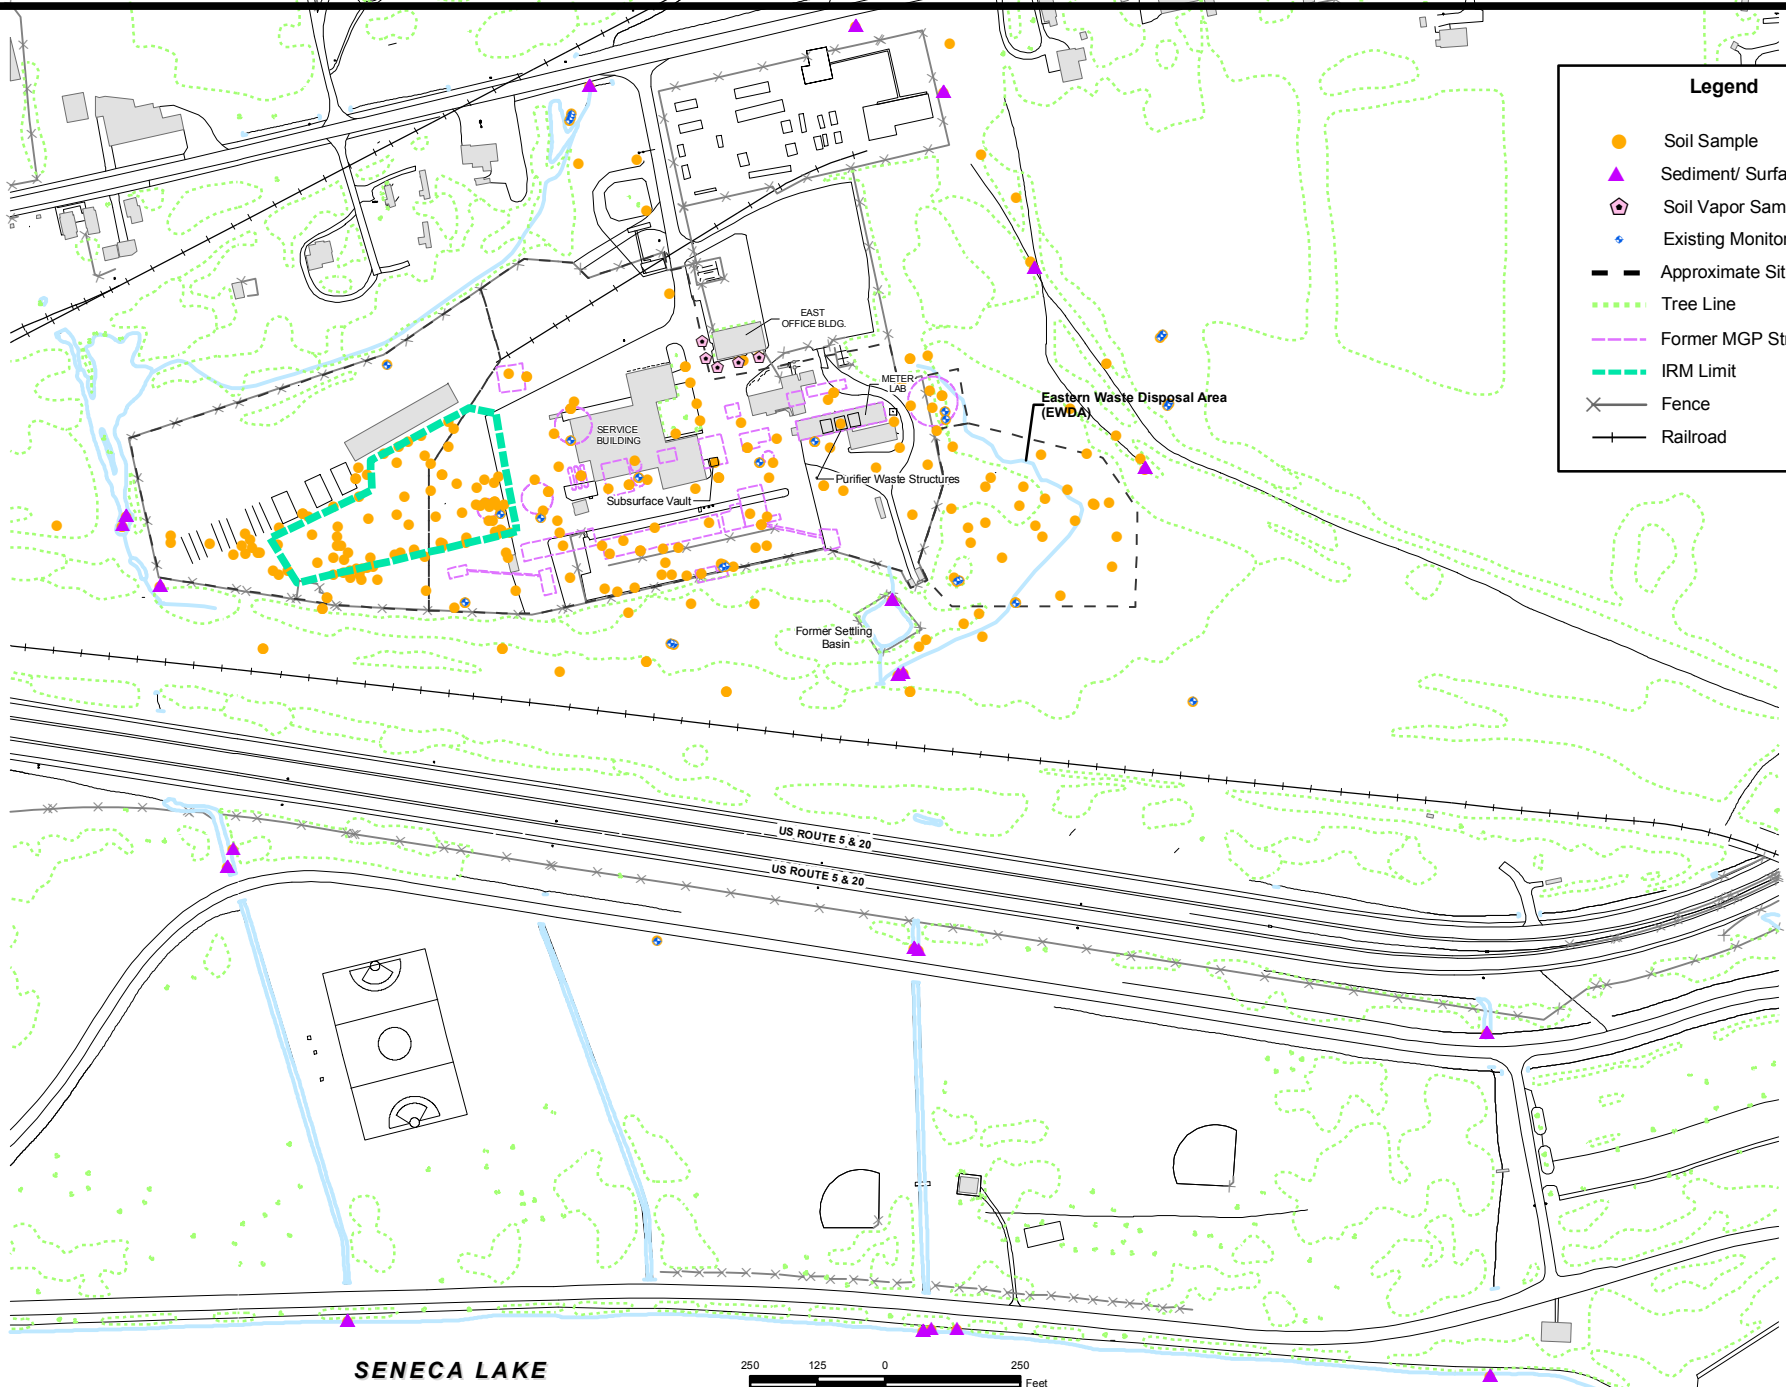 Legend
Soil Sample
Sediment/ Surfa
Soil Vapor Sam
Existing Monitor
Approximate Sit
Tree Line
Former MGP Str
IRM Limit
Fence
Railroad
EAST
OFFICE BLDG.
METER
LAB
Eastern Waste Disposal Area
(EWDA)
SERVICE
BUILDING
Purifier Waste Structures
Subsurface Vault
Former Settling
Basin
US ROUTE 5 & 20
US ROUTE 5 & 20
SENECA LAKE
250 125 0 250
Feet